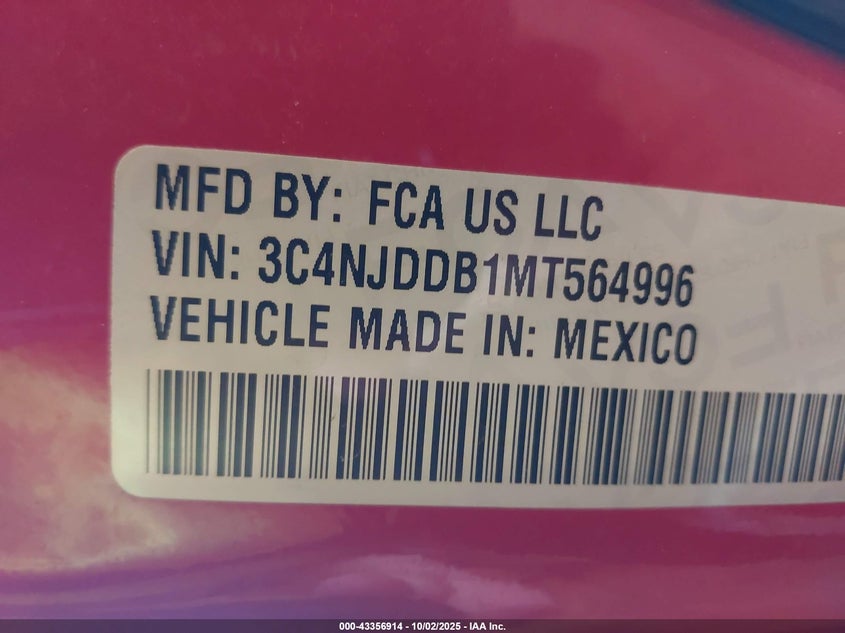 MFD BY: FCA US LLC
VIN: 3C4NJDDB1MT564996
VEHICLE MADE IN: MEXICO
000-43356914 - 10/02/2025 - IAA Inc.